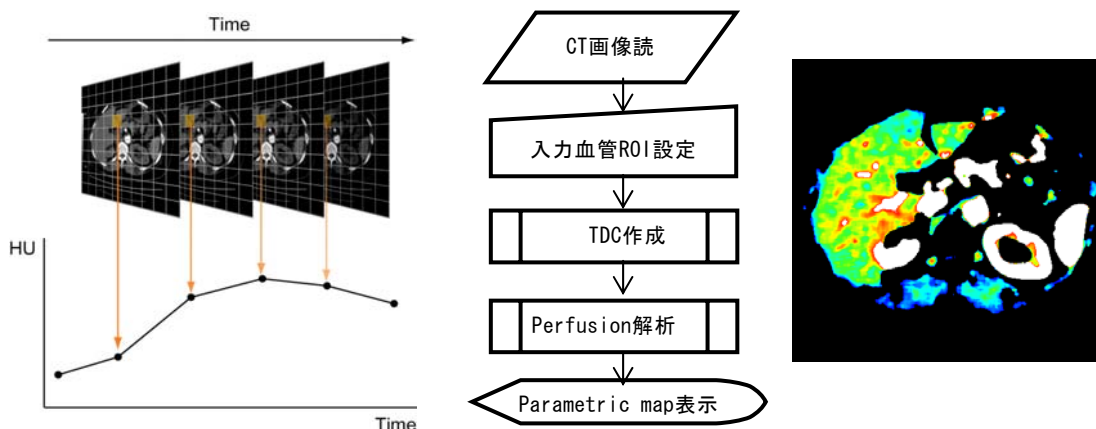 Time
HU
Time
CT画像読
入力血管ROI設定
TDC作成
Perfusion解析
Parametric map表示